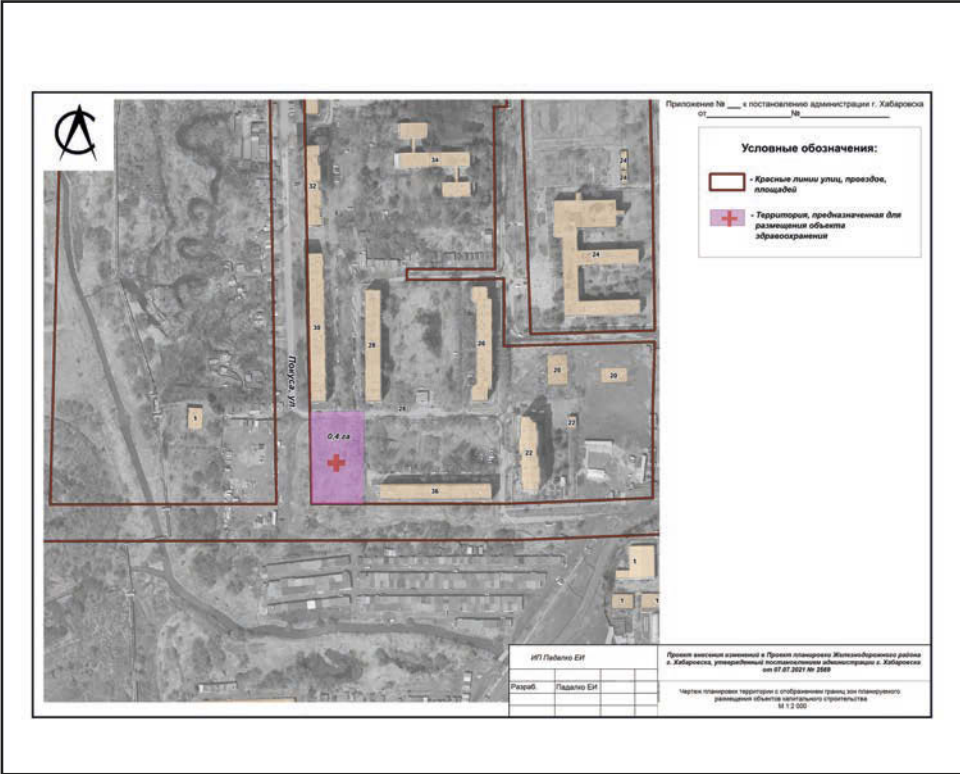 Приложение № ___ к постановлению администрации г. Хабаровска
от_________________№_________________
Условные обозначения:
- Красные линии улиц, проездов,
площадей
- Территория, предназначенная для
размещения объекта
здравоохранения
34
24
24
32
24
30
28
26
Покуса, ул
20
20
1
28
0,4 га
22
22
36
1
1
1
ИП Падалко ЕИ
Разраб.
Падалко ЕИ
Проект внесения изменений в Проект планировки Железнодорожного района
г. Хабаровска, утвержденный постановлением администрации г. Хабаровска
от 07.07.2021 №
Чертеж планировки территории с отображением границ зон планируемого
размещения объектов капитального строительства
М 1:2 000